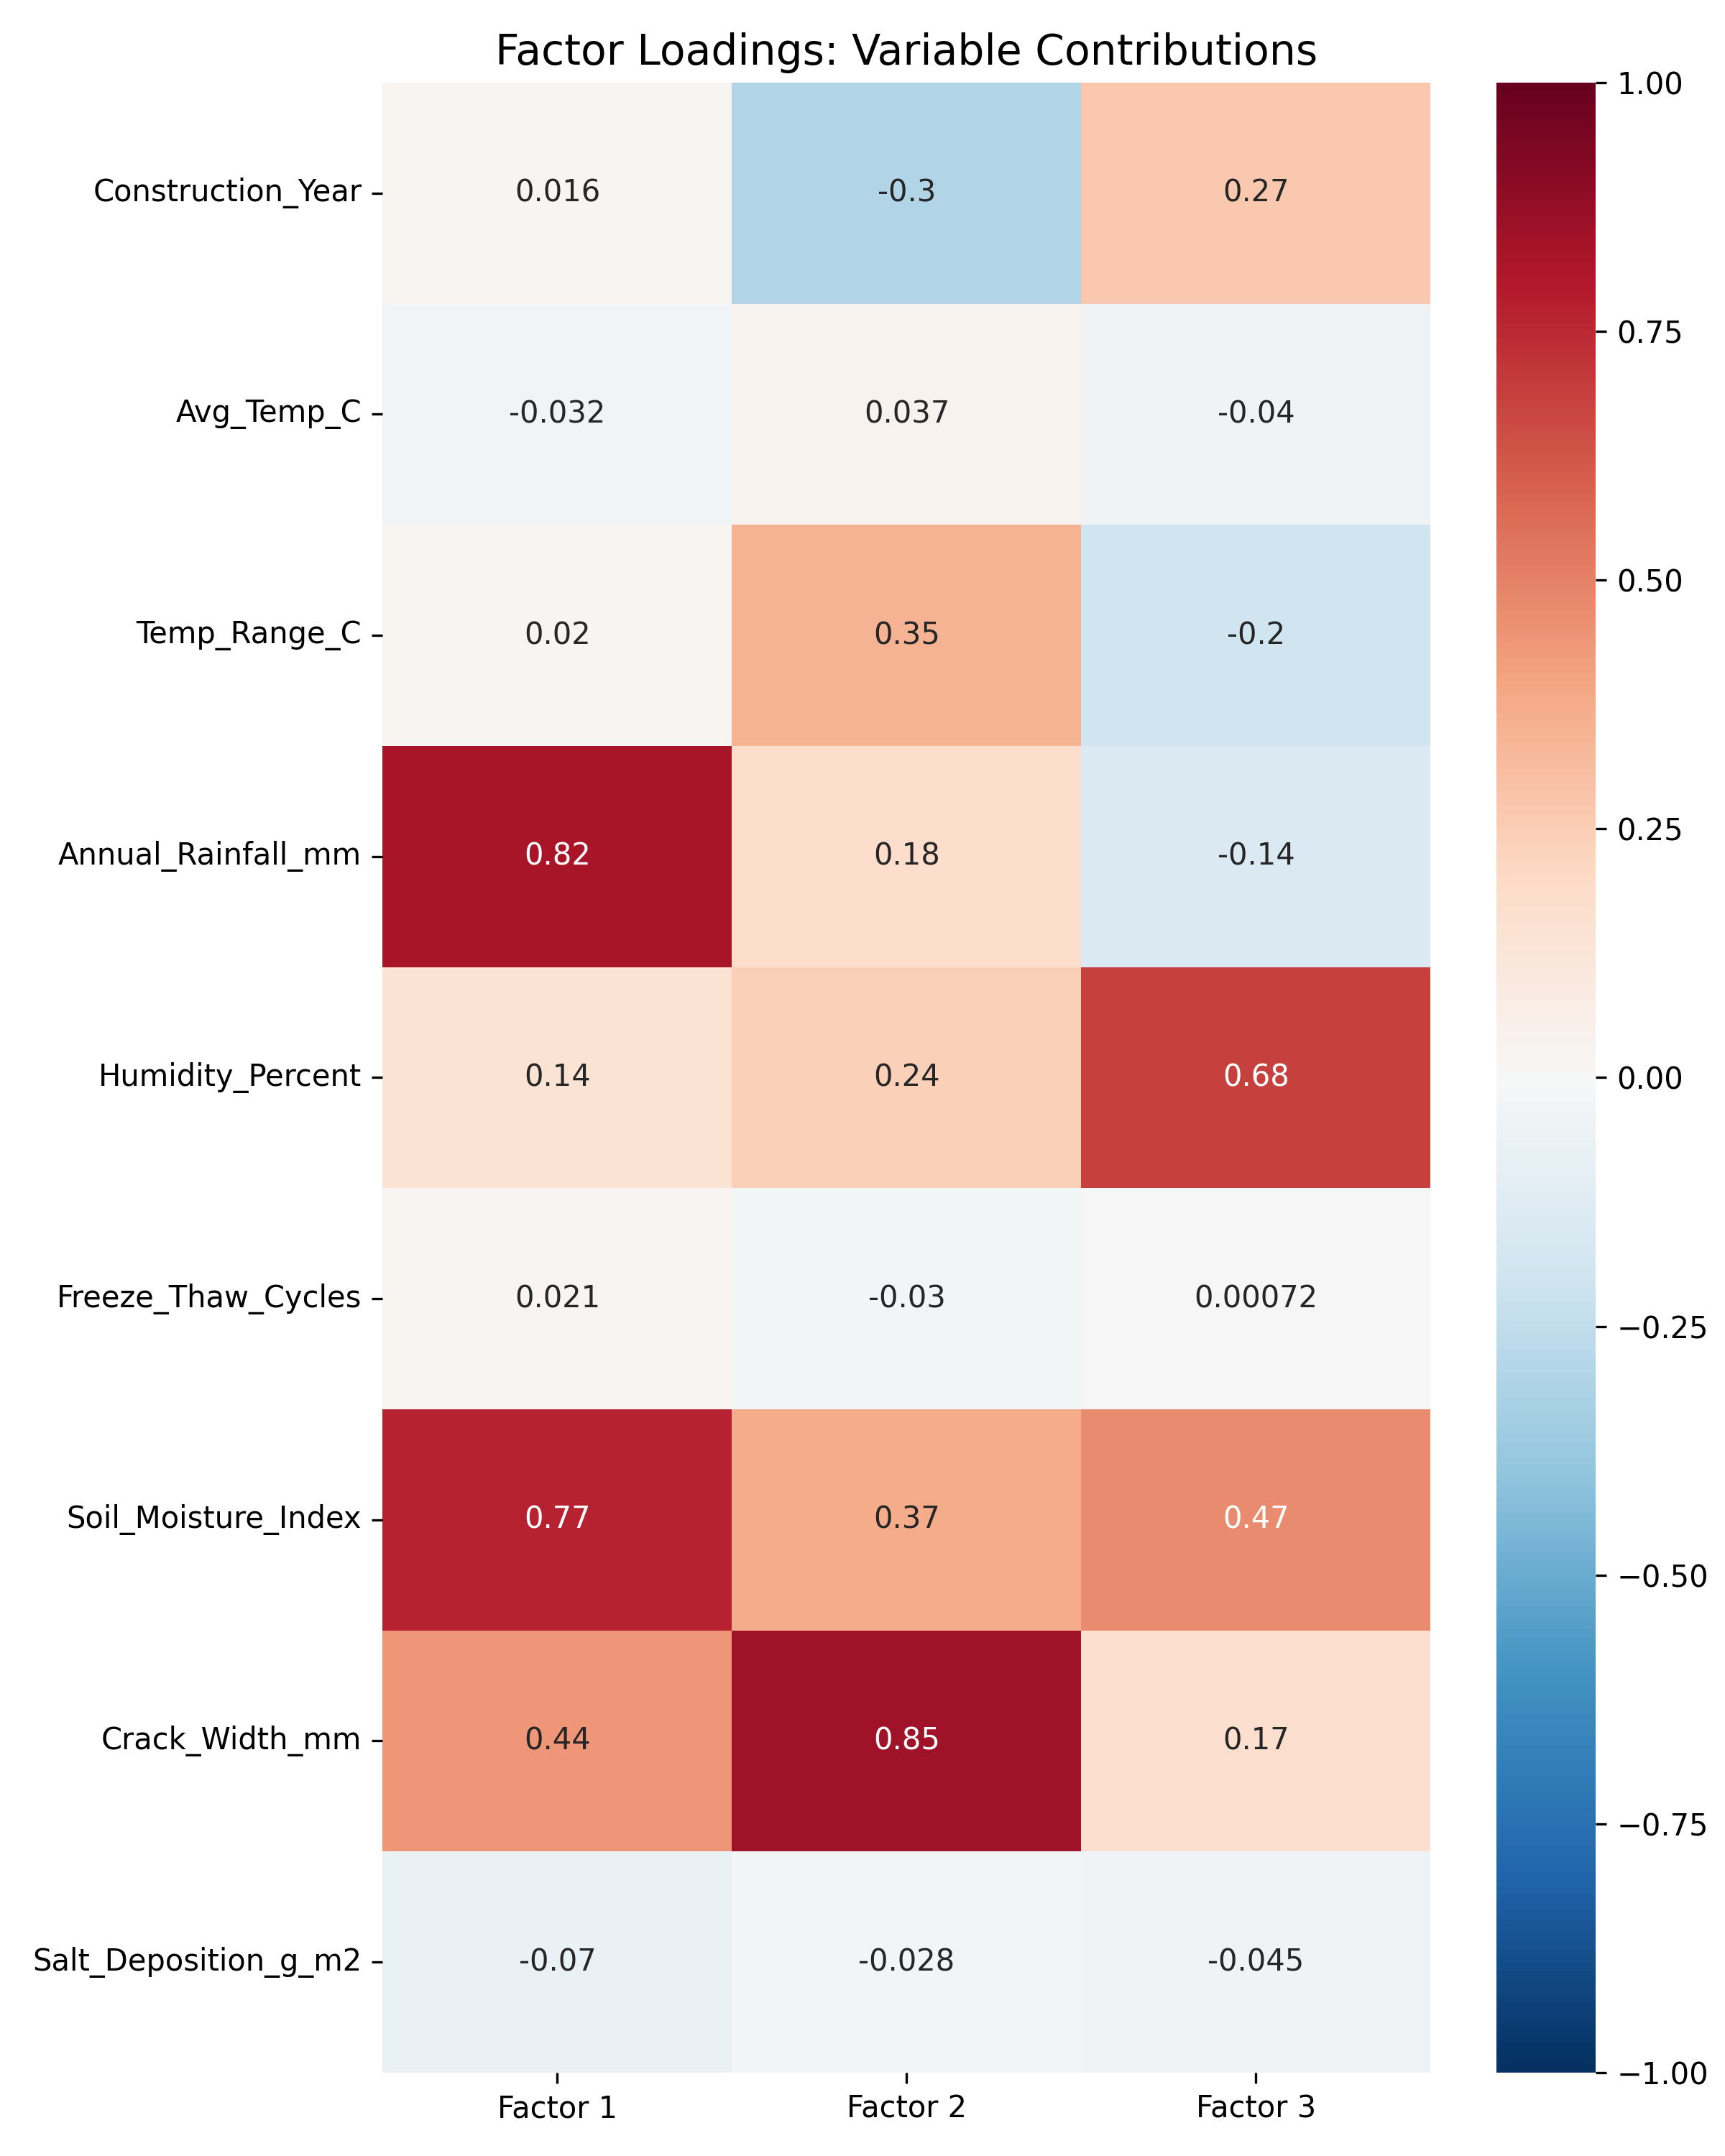 Factor Loadings: Variable Contributions
Construction_Year 0.016 -0.3 0.27
Avg_Temp_C -0.032 0.037 -0.04
Temp_Range_C 0.02 0.35 -0.2
Annual_Rainfall_mm 0.82 0.18 -0.14
Humidity_Percent 0.14 0.24 0.68
Freeze_Thaw_Cycles 0.021 -0.03 0.00072
Soil_Moisture_Index 0.77 0.37 0.47
Crack_Width_mm 0.44 0.85 0.17
Salt_Deposition_g_m2 -0.07 -0.028 -0.045
Factor 1 Factor 2 Factor 3
1.00
0.75
0.50
0.25
0.00
−0.25
−0.50
−0.75
−1.00